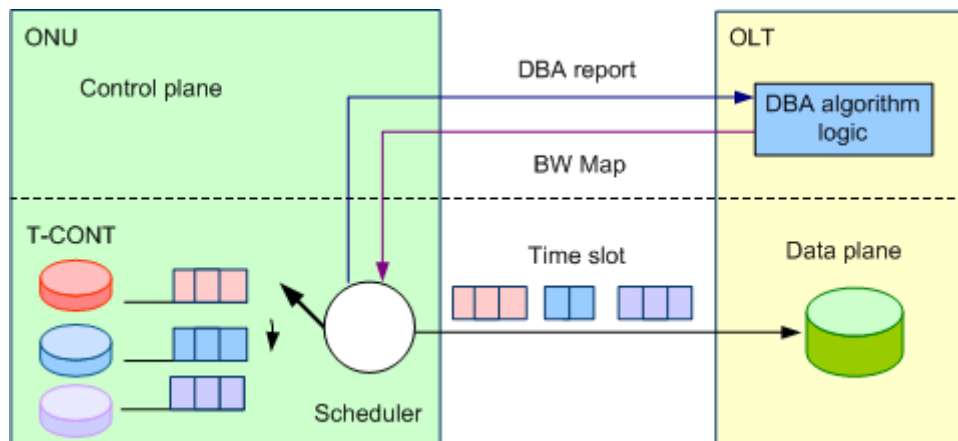 ONU
OLT
Control plane
DBA report
DBA algorithm
logic
BW Map
T-CONT
Time slot
Data plane
Scheduler